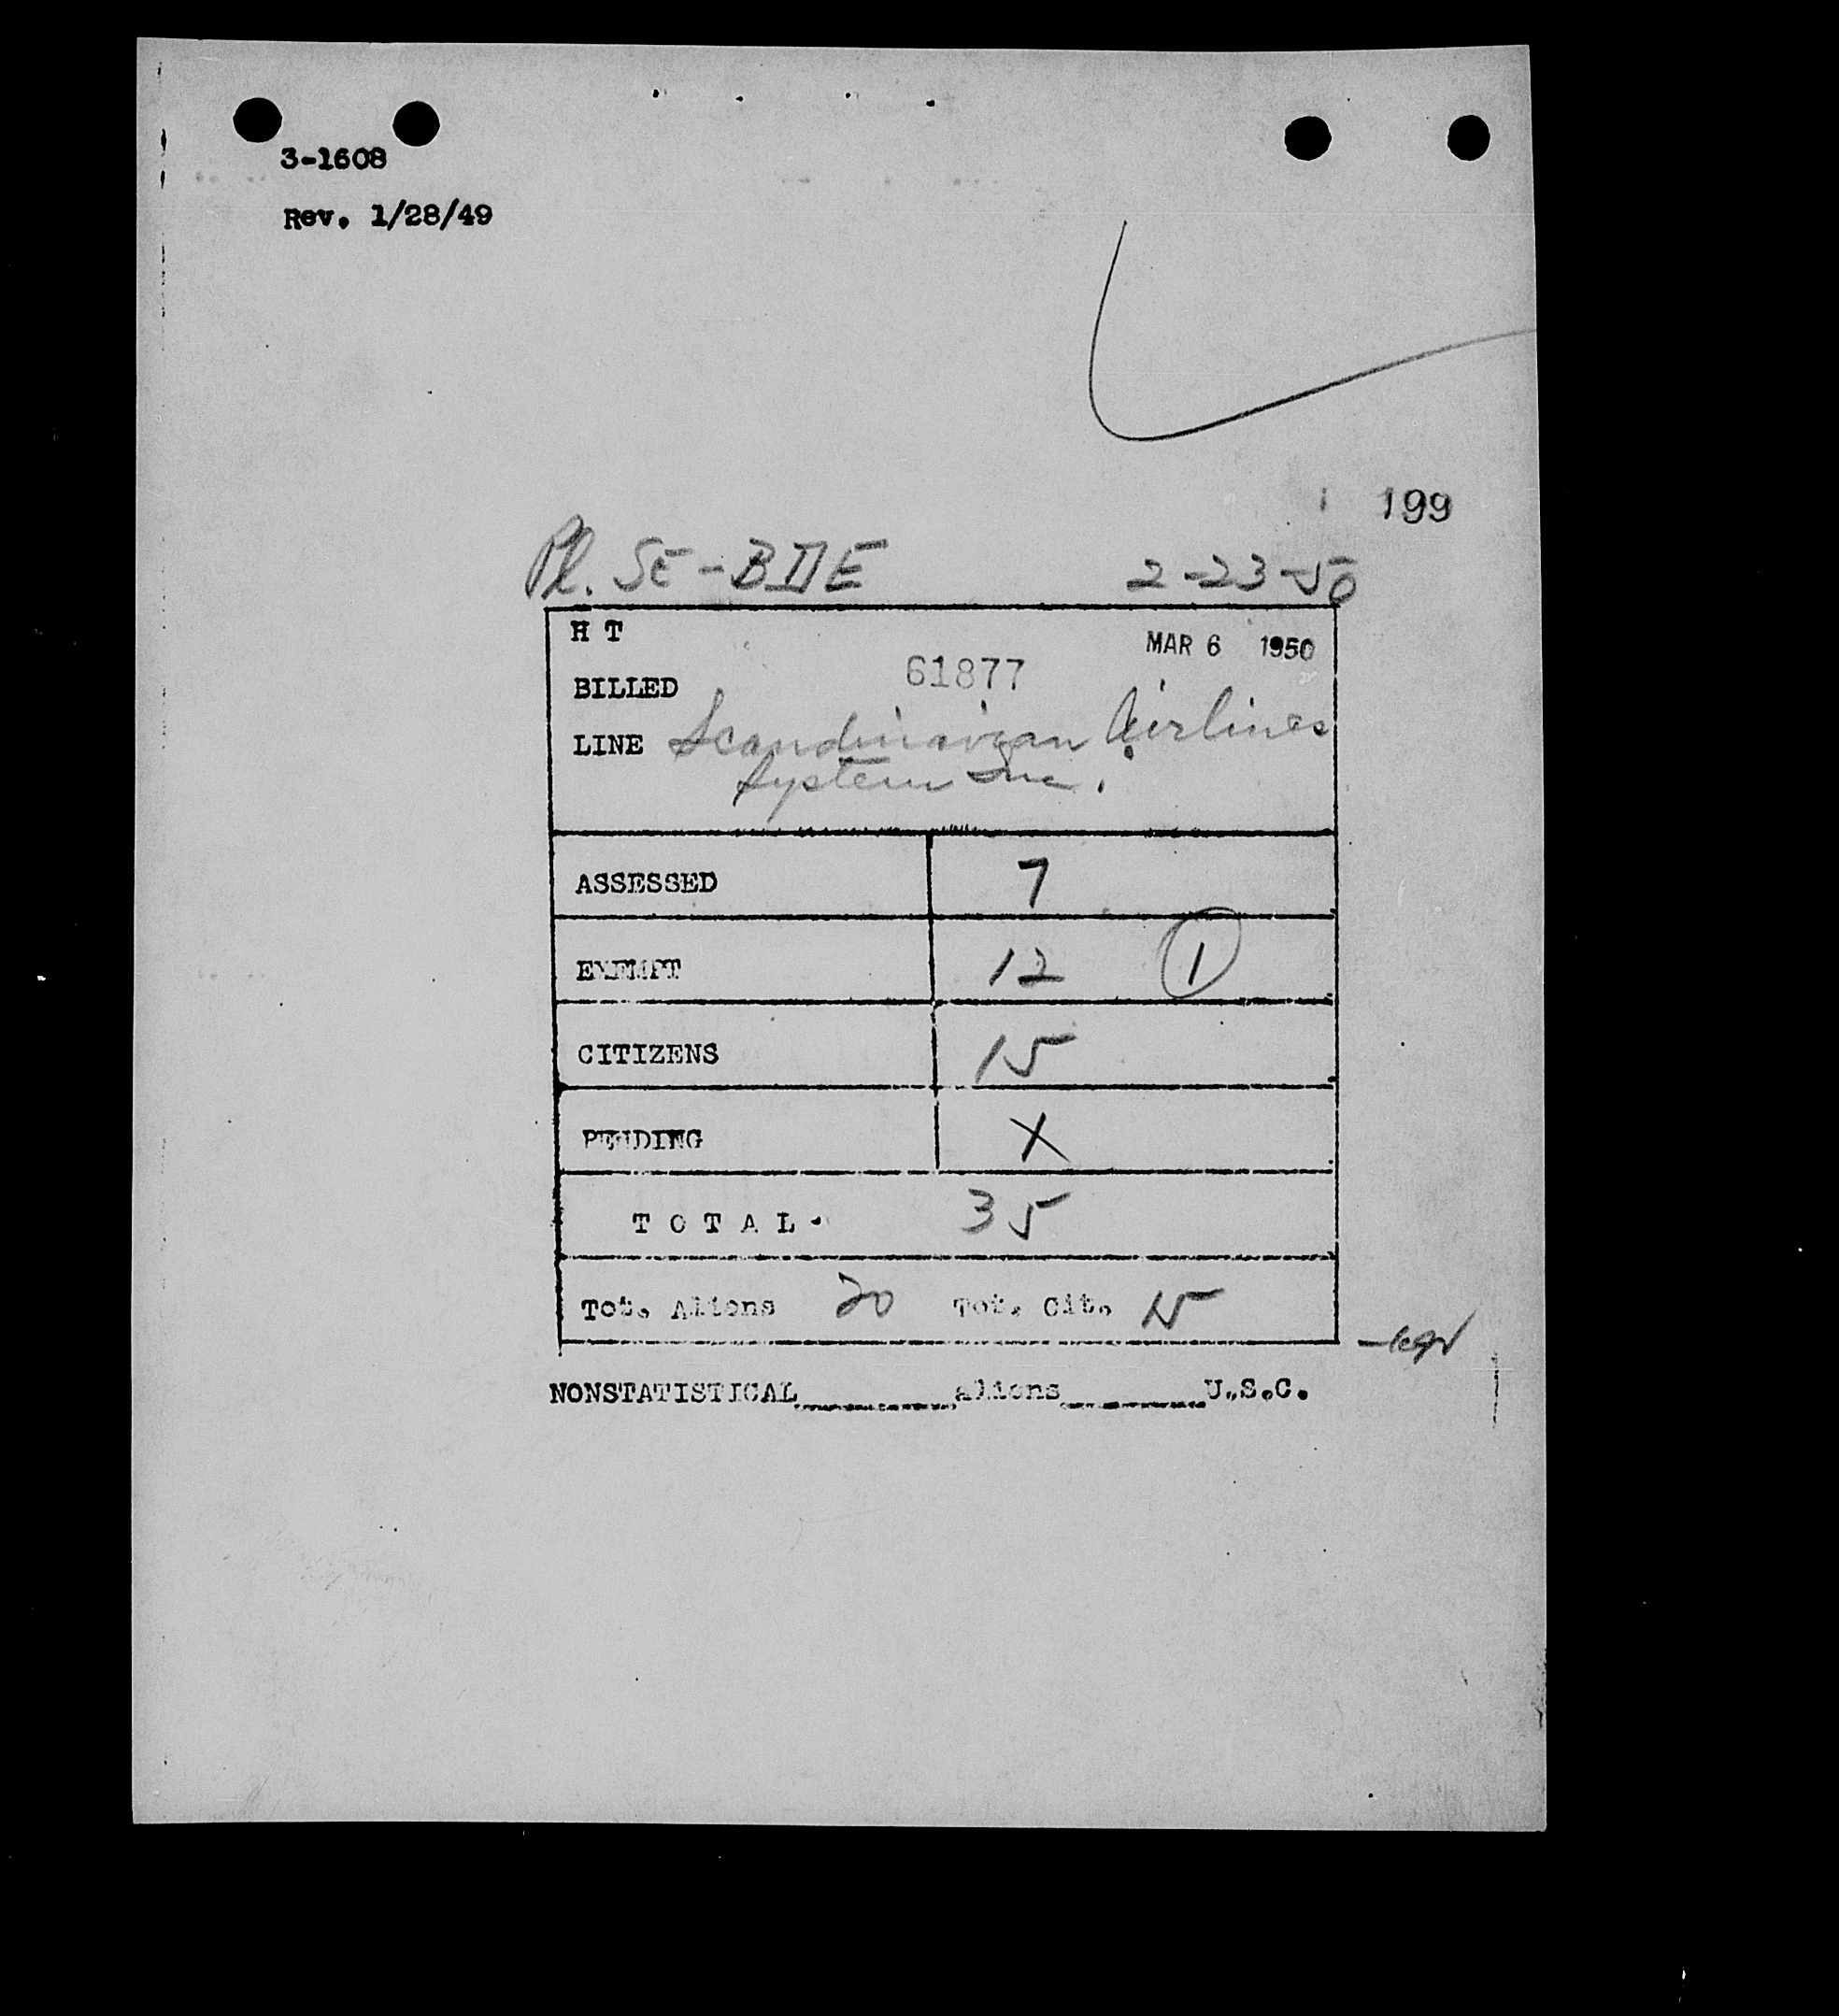 3-1608
Rev. 1/28/49
199
Pl. SE-BDE 2-23-50
H T MAR 6 1950
BILLED 61877
LINE Scandinavian Airlines
System Inc.
ASSESSED 7
EXEMPT 12 1
CITIZENS 15
PENDING X
TOTAL 35
Tot. Aliens 20 Tot. Cit. 15
NONSTATISTICAL aliens U.S.C.